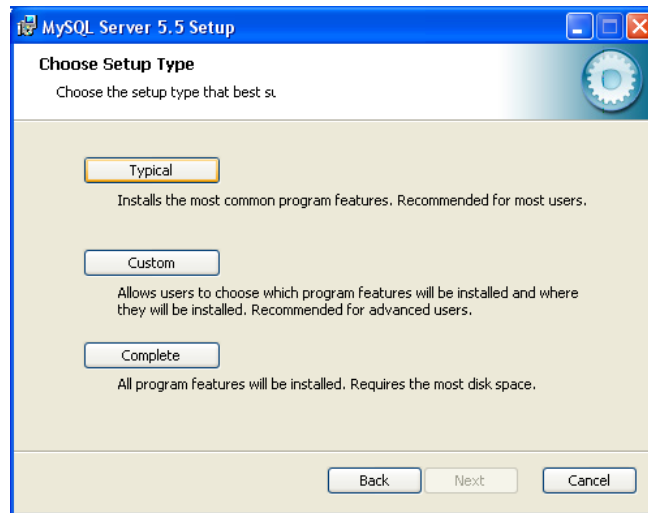 MySQL Server 5.5 Setup
Choose Setup Type
Choose the setup type that best su
Typical
Installs the most common program features. Recommended for most users.
Custom
Allows users to choose which program features will be installed and where
they will be installed. Recommended for advanced users.
Complete
All program features will be installed. Requires the most disk space.
Back Next Cancel